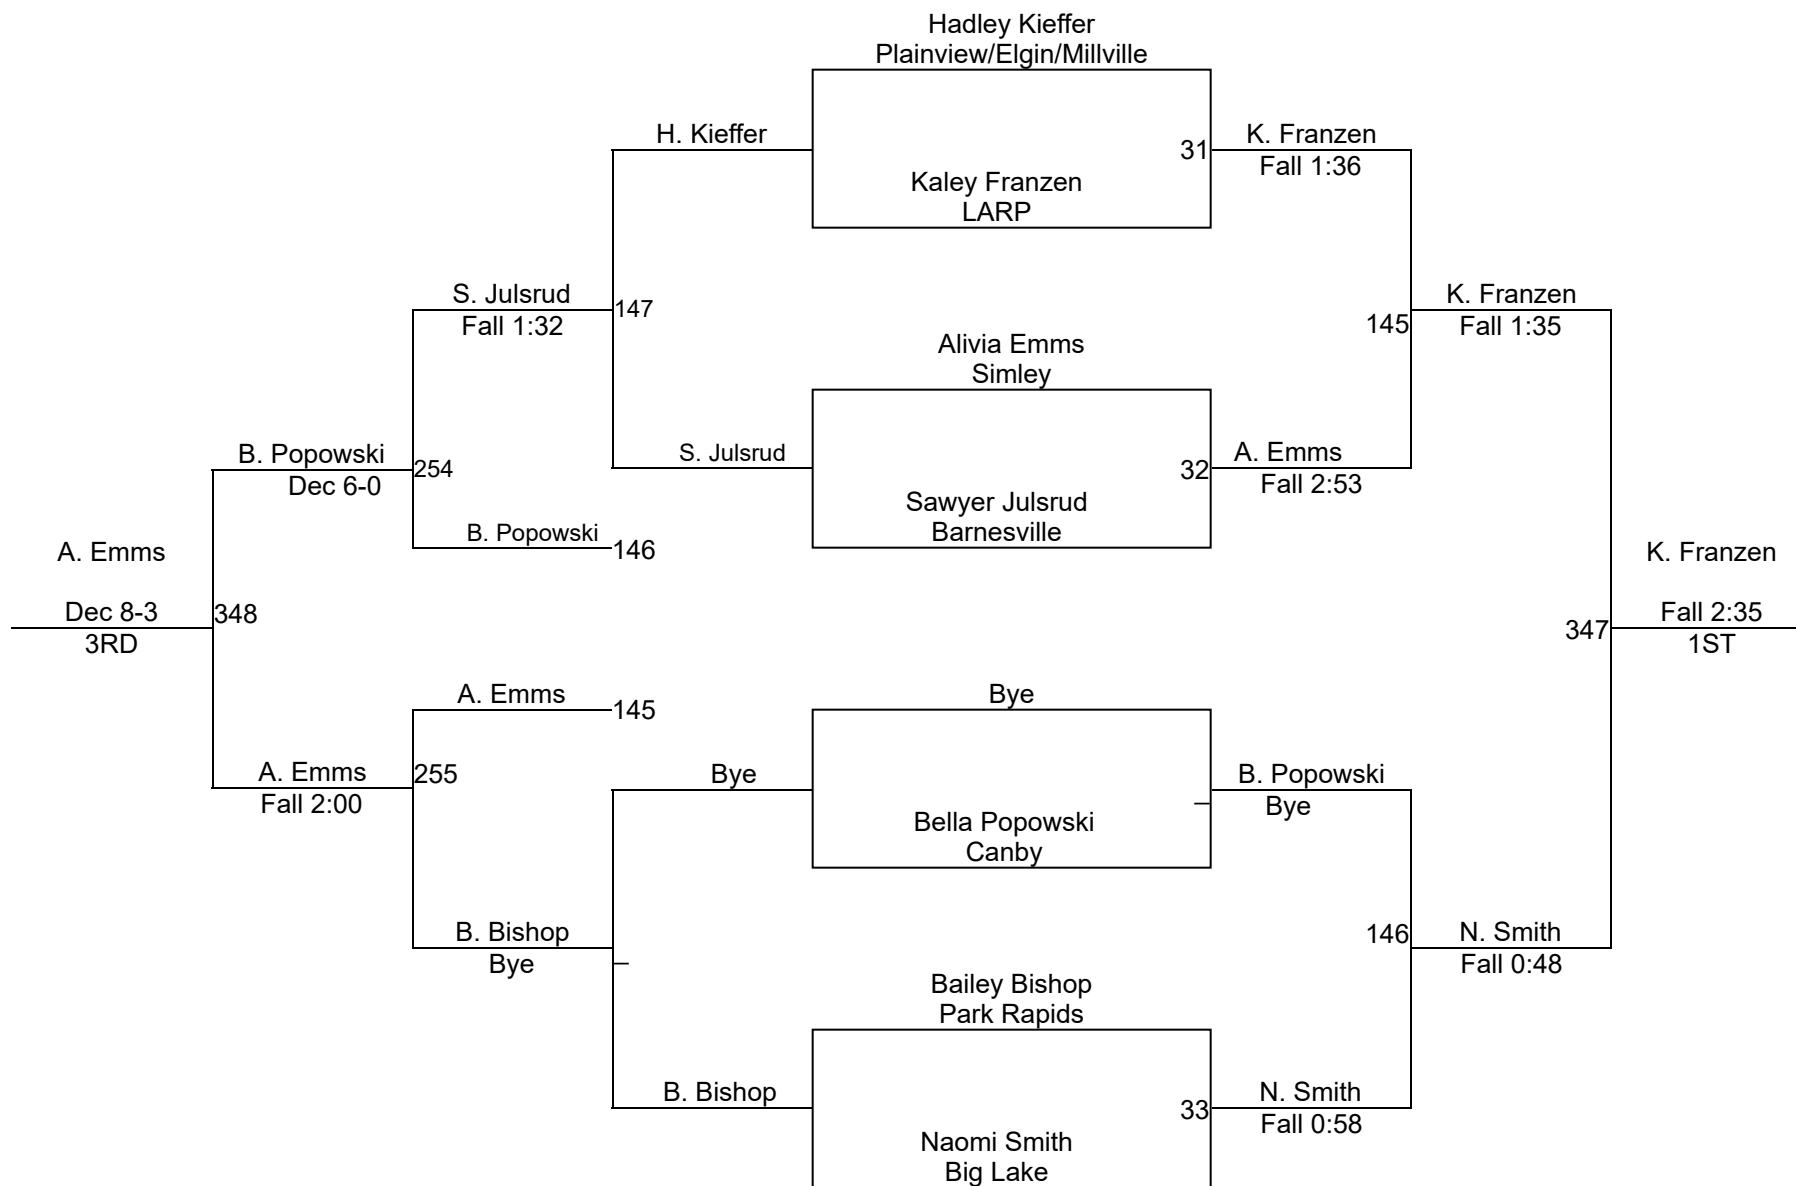 Hadley Kieffer
Plainview/Elgin/Millville
H. Kieffer
31
K. Franzen
Fall 1:36
Kaley Franzen
LARP
S. Julsrud
Fall 1:32
147
K. Franzen
Fall 1:35
145
Alivia Emms
Simley
B. Popowski
Dec 6-0
254
S. Julsrud
32
A. Emms
Fall 2:53
Sawyer Julsrud
Barnesville
B. Popowski
146
A. Emms
Dec 8-3
3RD
348
K. Franzen
Fall 2:35
1ST
347
A. Emms
145
Bye
A. Emms
Fall 2:00
255
Bye
B. Popowski
Bye
Bella Popowski
Canby
B. Bishop
Bye
146
N. Smith
Fall 0:48
Bailey Bishop
Park Rapids
B. Bishop
33
N. Smith
Fall 0:58
Naomi Smith
Big Lake